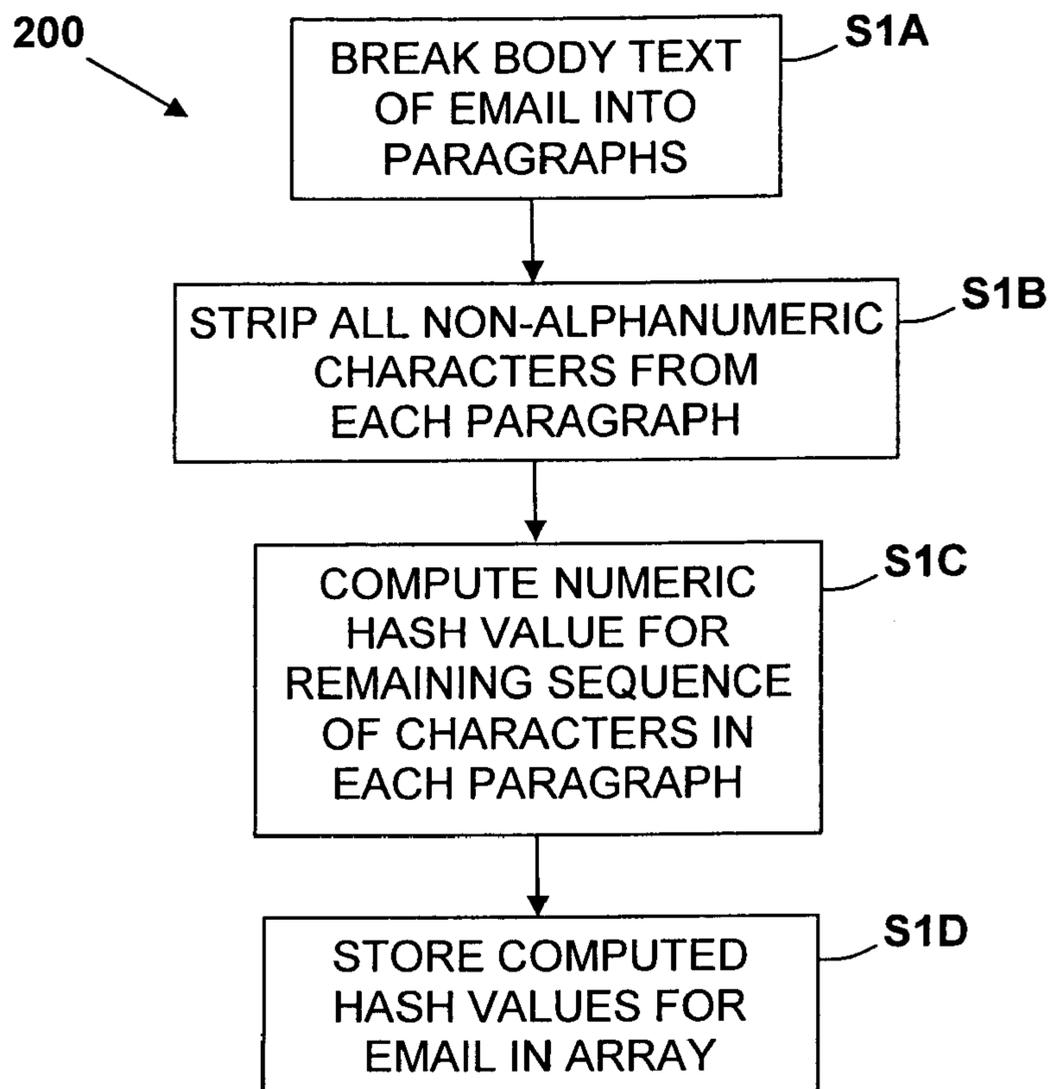 200
S1A
BREAK BODY TEXT
OF EMAIL INTO
PARAGRAPHS
S1B
STRIP ALL NON-ALPHANUMERIC
CHARACTERS FROM
EACH PARAGRAPH
S1C
COMPUTE NUMERIC
HASH VALUE FOR
REMAINING SEQUENCE
OF CHARACTERS IN
EACH PARAGRAPH
S1D
STORE COMPUTED
HASH VALUES FOR
EMAIL IN ARRAY